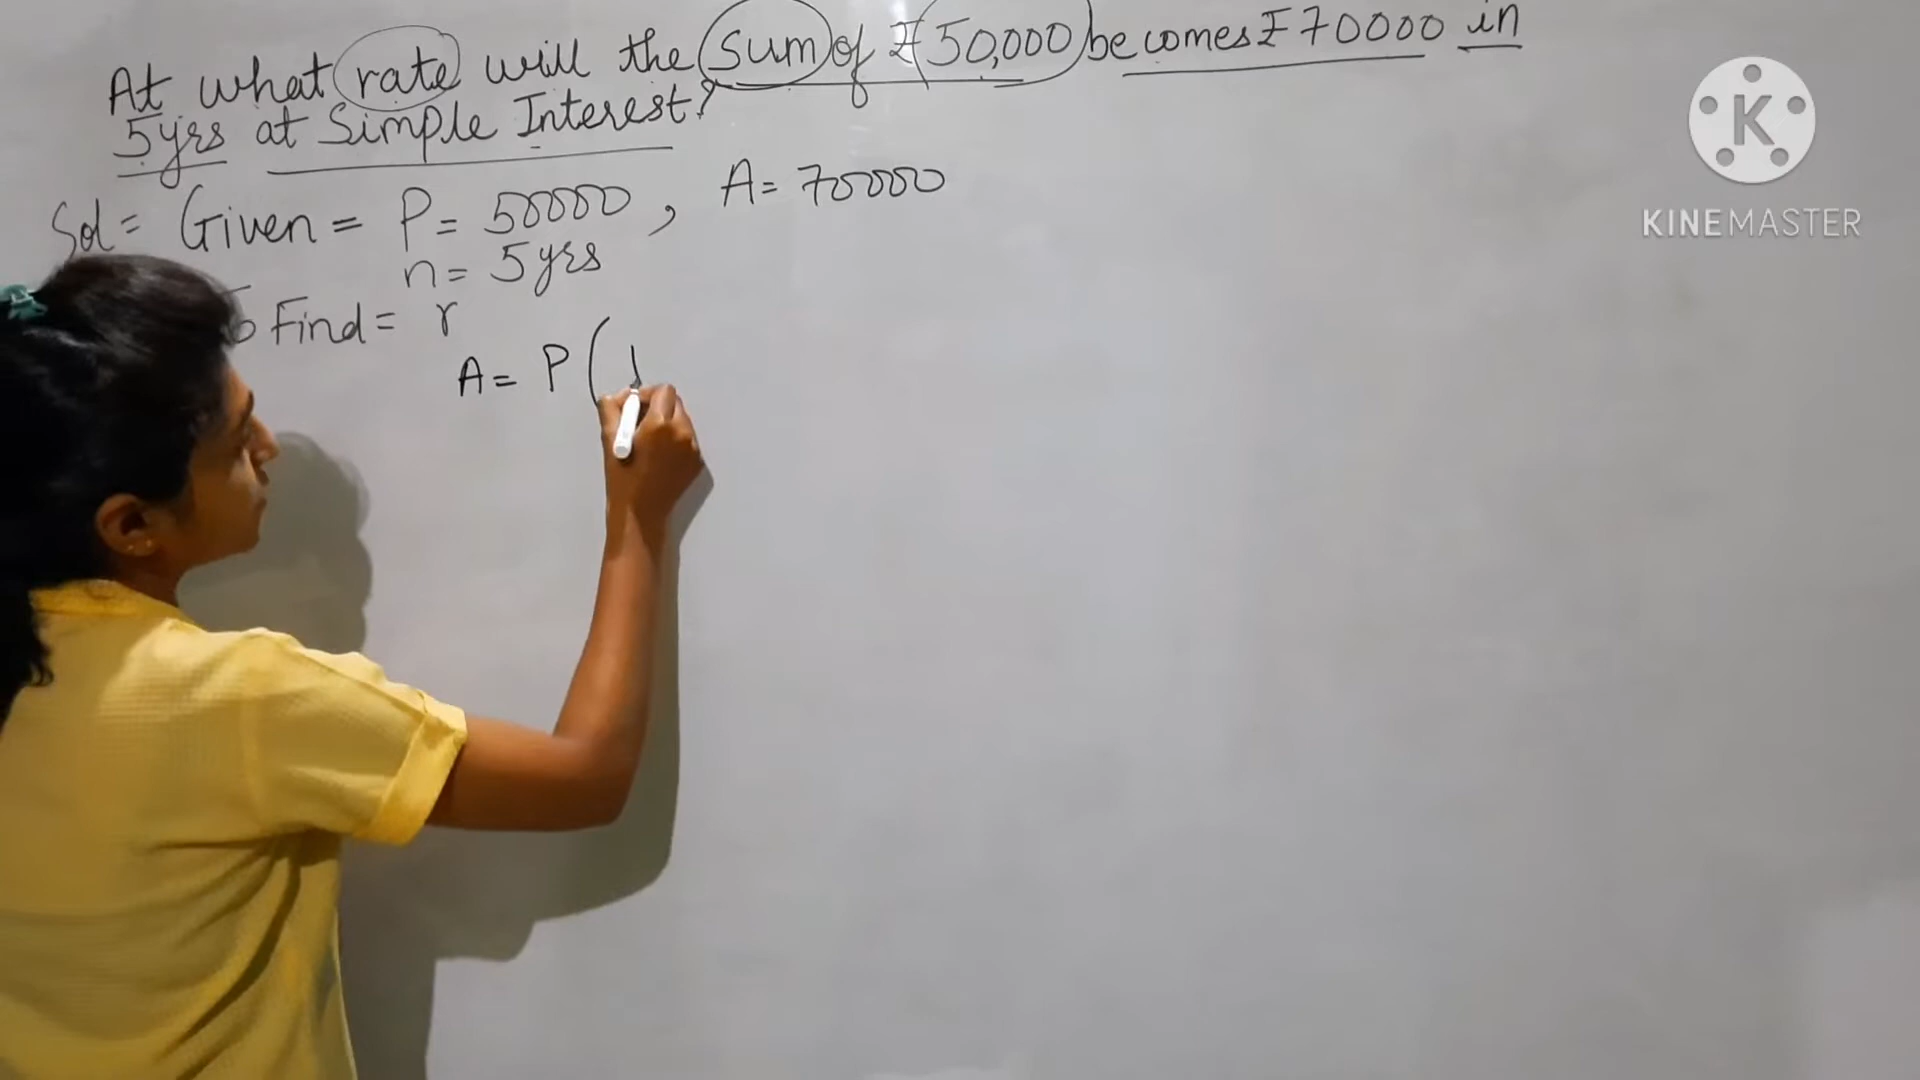 At what rate will the sum of ₹ 50,000 becomes ₹ 70000 in
5yrs at Simple Interest?
Sol = Given = P = 50000 , A = 70000
n = 5yrs
Find = r
A = P ( 1
K
KINEMASTER